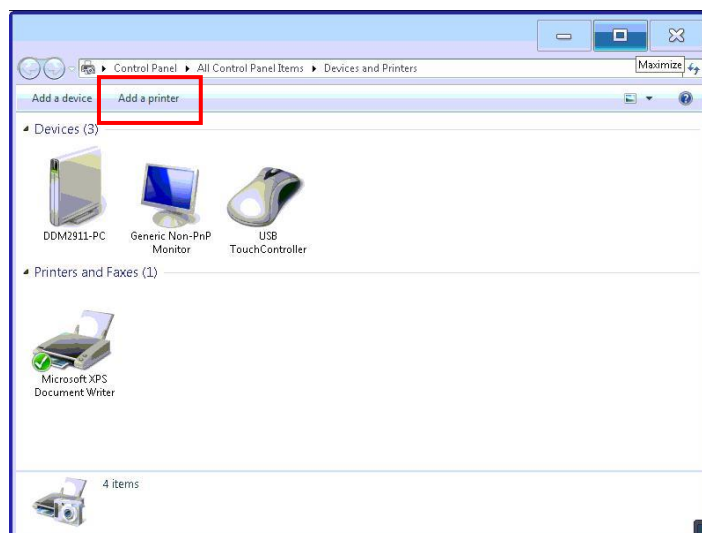 Maximize
Control Panel All Control Panel Items Devices and Printers
Add a device Add a printer
Devices (3)
DDM2911-PC Generic Non-PnP Monitor USB TouchController
Printers and Faxes (1)
Microsoft XPS
Document Writer
4 items